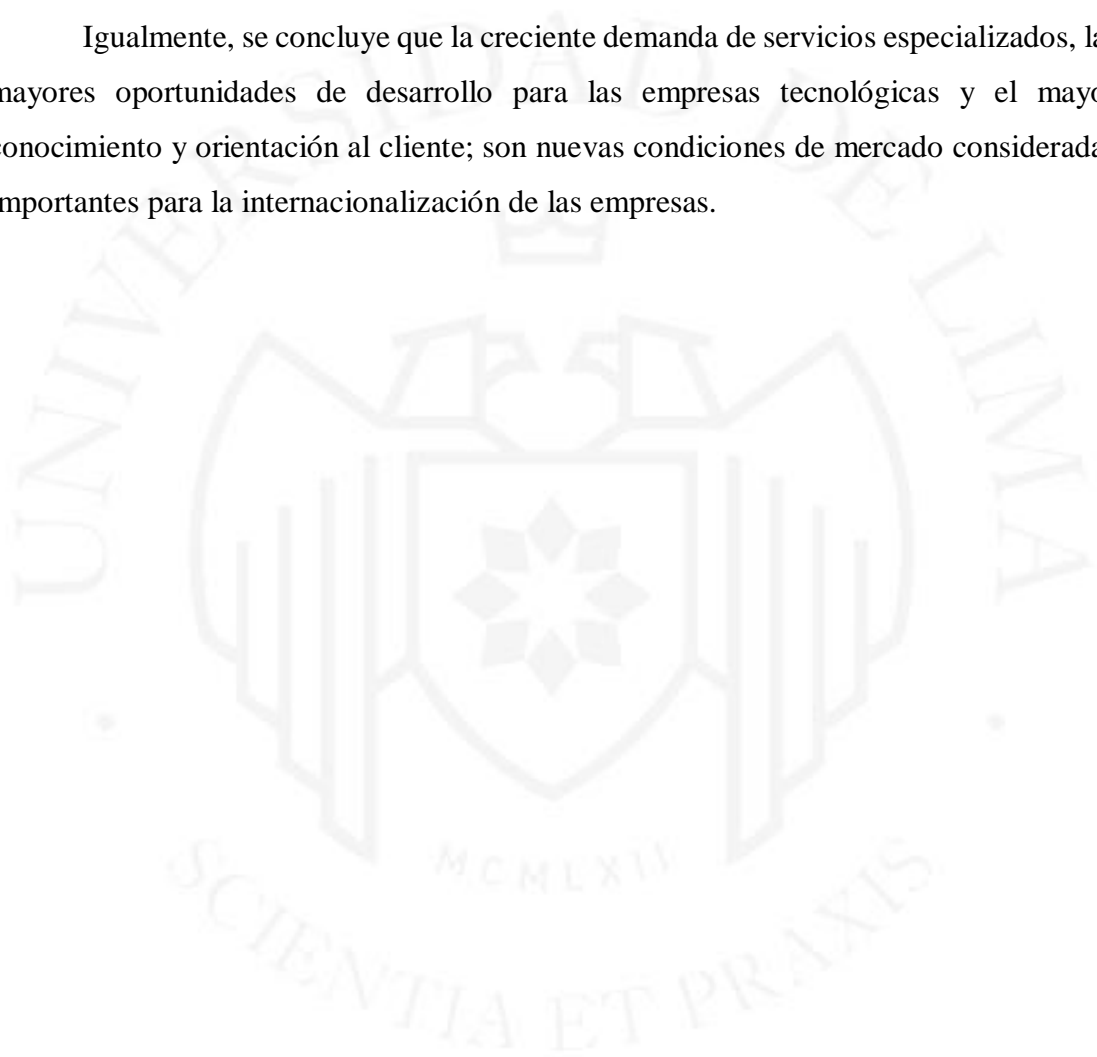 Igualmente, se concluye que la creciente demanda de servicios especializados, la
mayores oportunidades de desarrollo para las empresas tecnológicas y el mayo
conocimiento y orientación al cliente; son nuevas condiciones de mercado considerada
importantes para la internacionalización de las empresas.
UNIVERSIDAD DE LIMA
MCMLXII
SCIENTIA ET PRAXIS